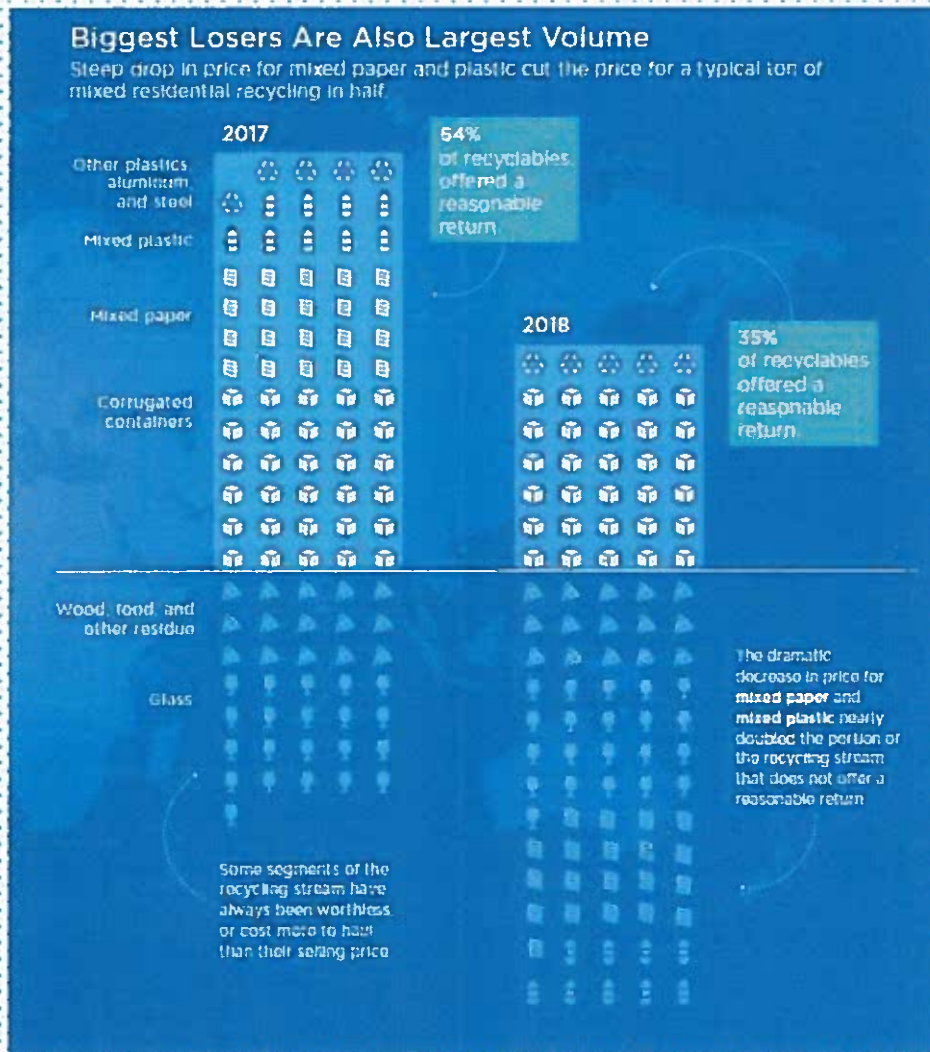 Biggest Losers Are Also Largest Volume
Steep drop in price for mixed paper and plastic cut the price for a typical ton of
mixed residential recycling in half.
2017
54%
of recyclables
offered a
reasonable
return
Other plastics
aluminum,
and steel
Mixed plastic
Mixed paper
Corrugated
containers
2018
35%
of recyclables
offered a
reasonable
return
Wood, food, and
other residue
Glass
The dramatic
decrease in price for
mixed paper and
mixed plastic nearly
doubled the portion of
the recycling stream
that does not offer a
reasonable return
Some segments of the
recycling stream have
always been worthless
or cost more to haul
than their selling price